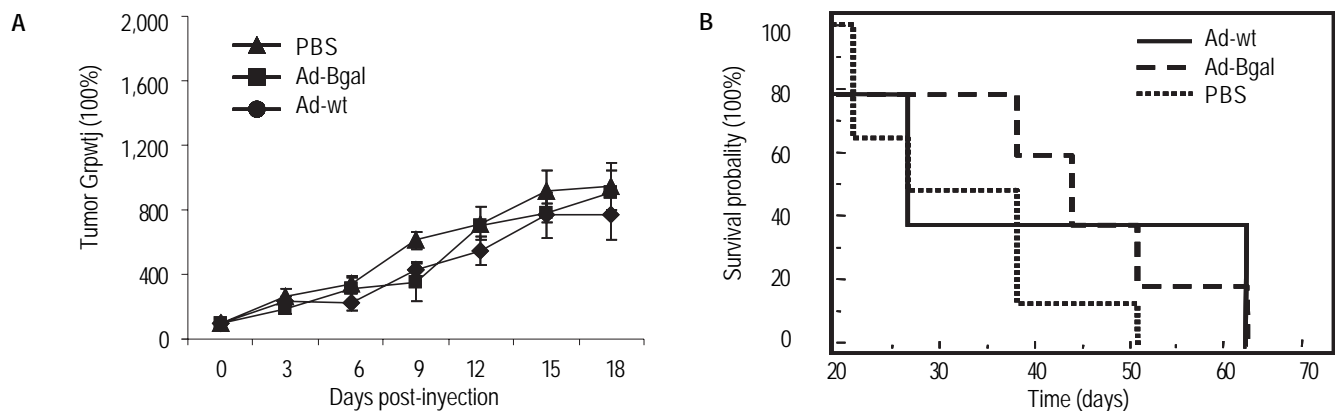 A
Tumor Grpwtj (100%)
2,000
1,600
1,200
800
400
0
PBS
Ad-Bgal
Ad-wt
0 3 6 9 12 15 18
Days post-inyection
B
Survival probality (100%)
100
80
60
40
20
0
Ad-wt
Ad-Bgal
PBS
20 30 40 50 60 70
Time (days)